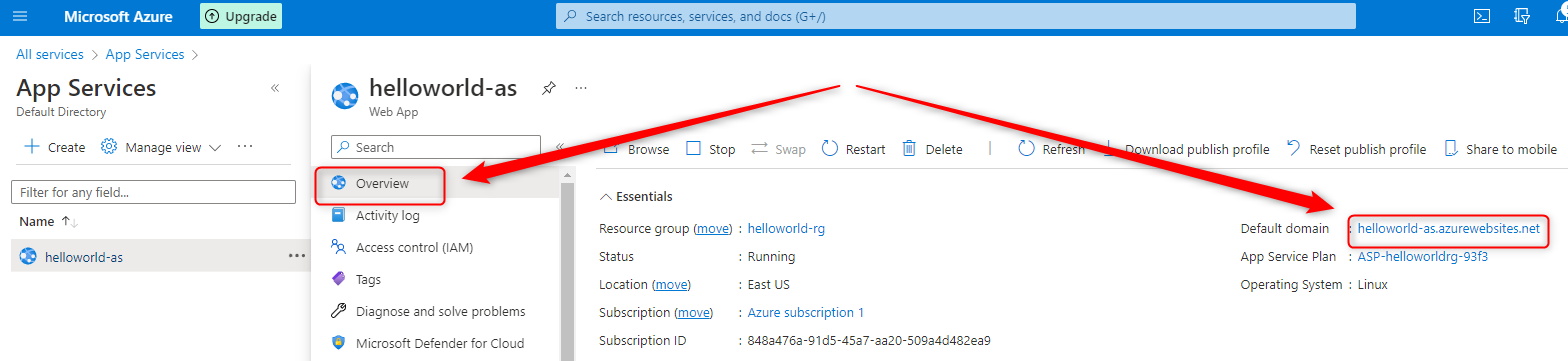 Microsoft Azure Upgrade Search resources, services, and docs (G+/)
All services > App Services >
App Services «
Default Directory
+ Create Manage view ...
Filter for any field...
Name ↑↓
helloworld-as ...
helloworld-as ...
Web App
Search «
Overview
Activity log
Access control (IAM)
Tags
Diagnose and solve problems
Microsoft Defender for Cloud
Browse Stop Swap Restart Delete Refresh Download publish profile Reset publish profile Share to mobile
Essentials
Resource group (move) : helloworld-rg
Status : Running
Location (move) : East US
Subscription (move) : Azure subscription 1
Subscription ID : 848a476a-91d5-45a7-aa20-509a4d482ea9
Default domain : helloworld-as.azurewebsites.net
App Service Plan : ASP-helloworldrg-93f3
Operating System : Linux